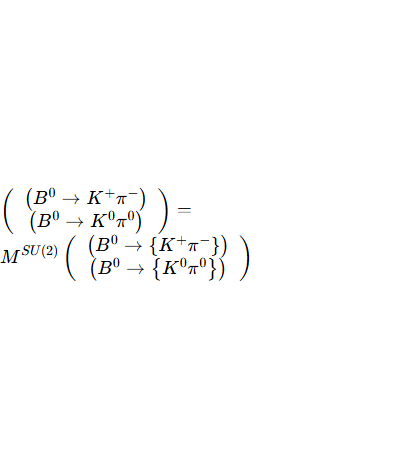 ( (B⁰ → K⁺π⁻)
(B⁰ → K⁰π⁰) ) =
M^{SU(2)} ( (B⁰ → {K⁺π⁻})
(B⁰ → {K⁰π⁰}) )